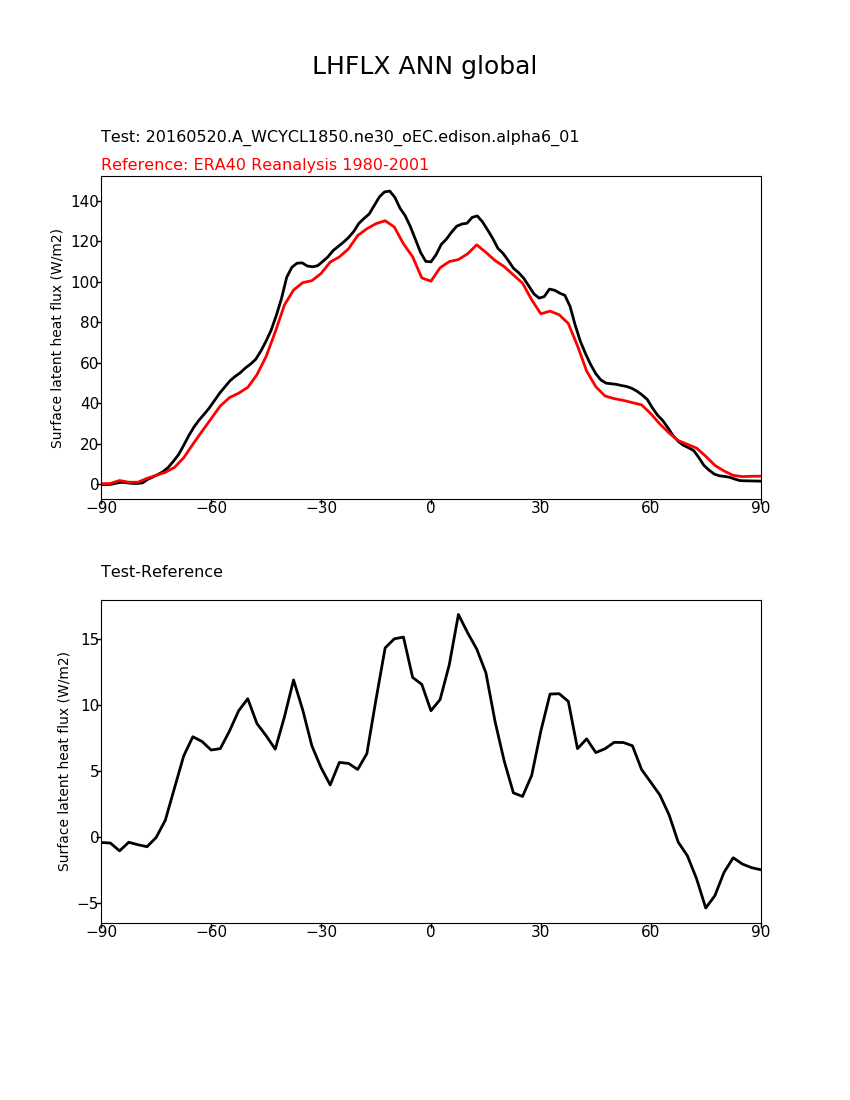 LHFLX ANN global
Test: 20160520.A_WCYCL1850.ne30_oEC.edison.alpha6_01
Reference: ERA40 Reanalysis 1980-2001
Surface latent heat flux (W/m2)
140
120
100
80
60
40
20
0
−90 −60 −30 0 30 60 90
Test-Reference
Surface latent heat flux (W/m2)
15
10
5
0
−5
−90 −60 −30 0 30 60 90